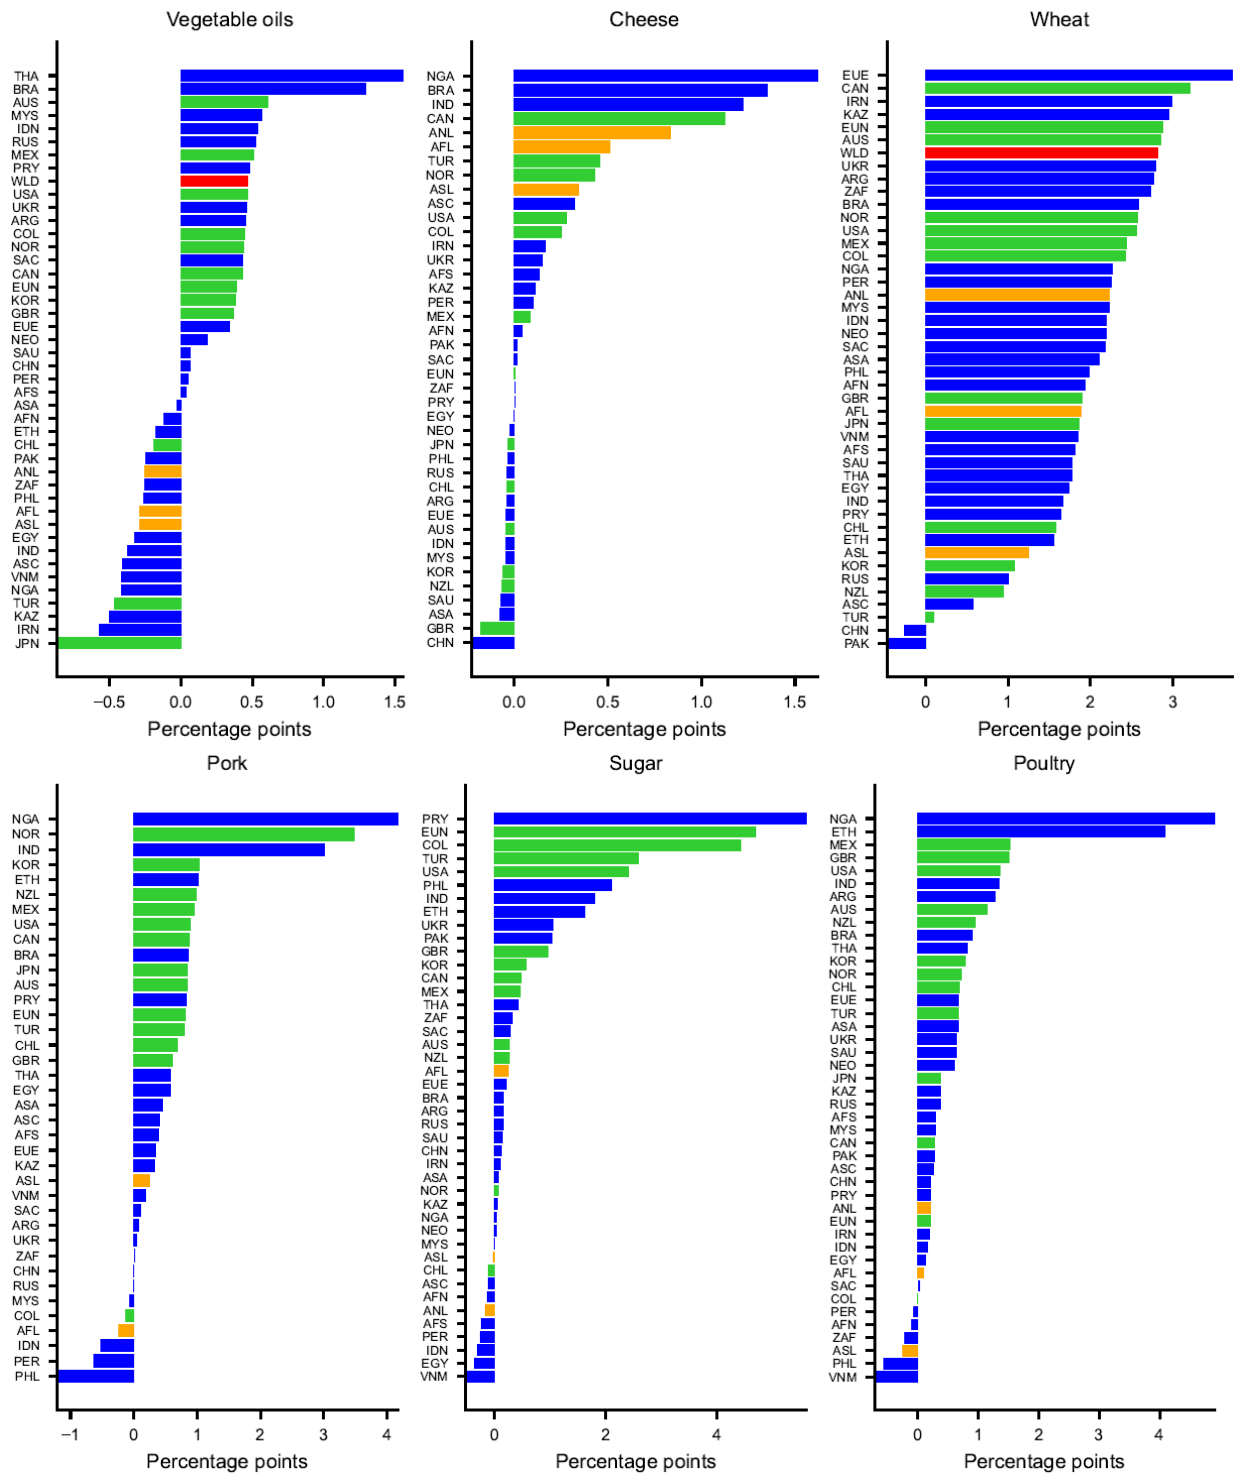 Vegetable oils
THA
BRA
AUS
MYS
IDN
RUS
MEX
PRY
WLD
USA
UKR
ARG
COL
NOR
SAC
CAN
EUN
KOR
GBR
EUE
NEO
SAU
CHN
PER
AFS
ASA
AFN
ETH
CHL
PAK
ANL
ZAF
PHL
AFL
ASL
EGY
IND
ASC
VNM
NGA
TUR
KAZ
IRN
JPN
−0.5 0.0 0.5 1.0 1.5
Percentage points
Cheese
NGA
BRA
IND
CAN
ANL
AFL
TUR
NOR
ASL
ASC
USA
COL
IRN
UKR
AFS
KAZ
PER
MEX
AFN
PAK
SAC
EUN
ZAF
PRY
EGY
NEO
JPN
PHL
RUS
CHL
ARG
EUE
AUS
IDN
MYS
KOR
NZL
SAU
ASA
GBR
CHN
0.0 0.5 1.0 1.5
Percentage points
Wheat
EUE
CAN
IRN
KAZ
EUN
AUS
WLD
UKR
ARG
ZAF
BRA
NOR
USA
MEX
COL
NGA
PER
ANL
MYS
IDN
NEO
SAC
ASA
PHL
AFN
GBR
AFL
JPN
VNM
AFS
SAU
THA
EGY
IND
PRY
CHL
ETH
ASL
KOR
RUS
NZL
ASC
TUR
CHN
PAK
0 1 2 3
Percentage points
Pork
NGA
NOR
IND
KOR
ETH
NZL
MEX
USA
CAN
BRA
JPN
AUS
PRY
EUN
TUR
CHL
GBR
THA
EGY
ASA
ASC
AFS
EUE
KAZ
ASL
VNM
SAC
ARG
UKR
ZAF
CHN
RUS
MYS
COL
AFL
IDN
PER
PHL
−1 0 1 2 3 4
Percentage points
Sugar
PRY
EUN
COL
TUR
USA
PHL
IND
ETH
UKR
PAK
GBR
KOR
CAN
MEX
THA
ZAF
SAC
AUS
NZL
AFL
EUE
BRA
ARG
RUS
SAU
CHN
IRN
ASA
NOR
KAZ
NGA
NEO
MYS
ASL
CHL
ASC
AFN
ANL
AFS
PER
IDN
EGY
VNM
0 2 4
Percentage points
Poultry
NGA
ETH
MEX
GBR
USA
IND
ARG
AUS
NZL
BRA
THA
KOR
NOR
CHL
EUE
TUR
ASA
UKR
SAU
NEO
JPN
KAZ
RUS
AFS
MYS
CAN
PAK
ASC
CHN
PRY
ANL
EUN
IRN
IDN
EGY
AFL
SAC
COL
PER
AFN
ZAF
ASL
PHL
VNM
0 1 2 3 4
Percentage points